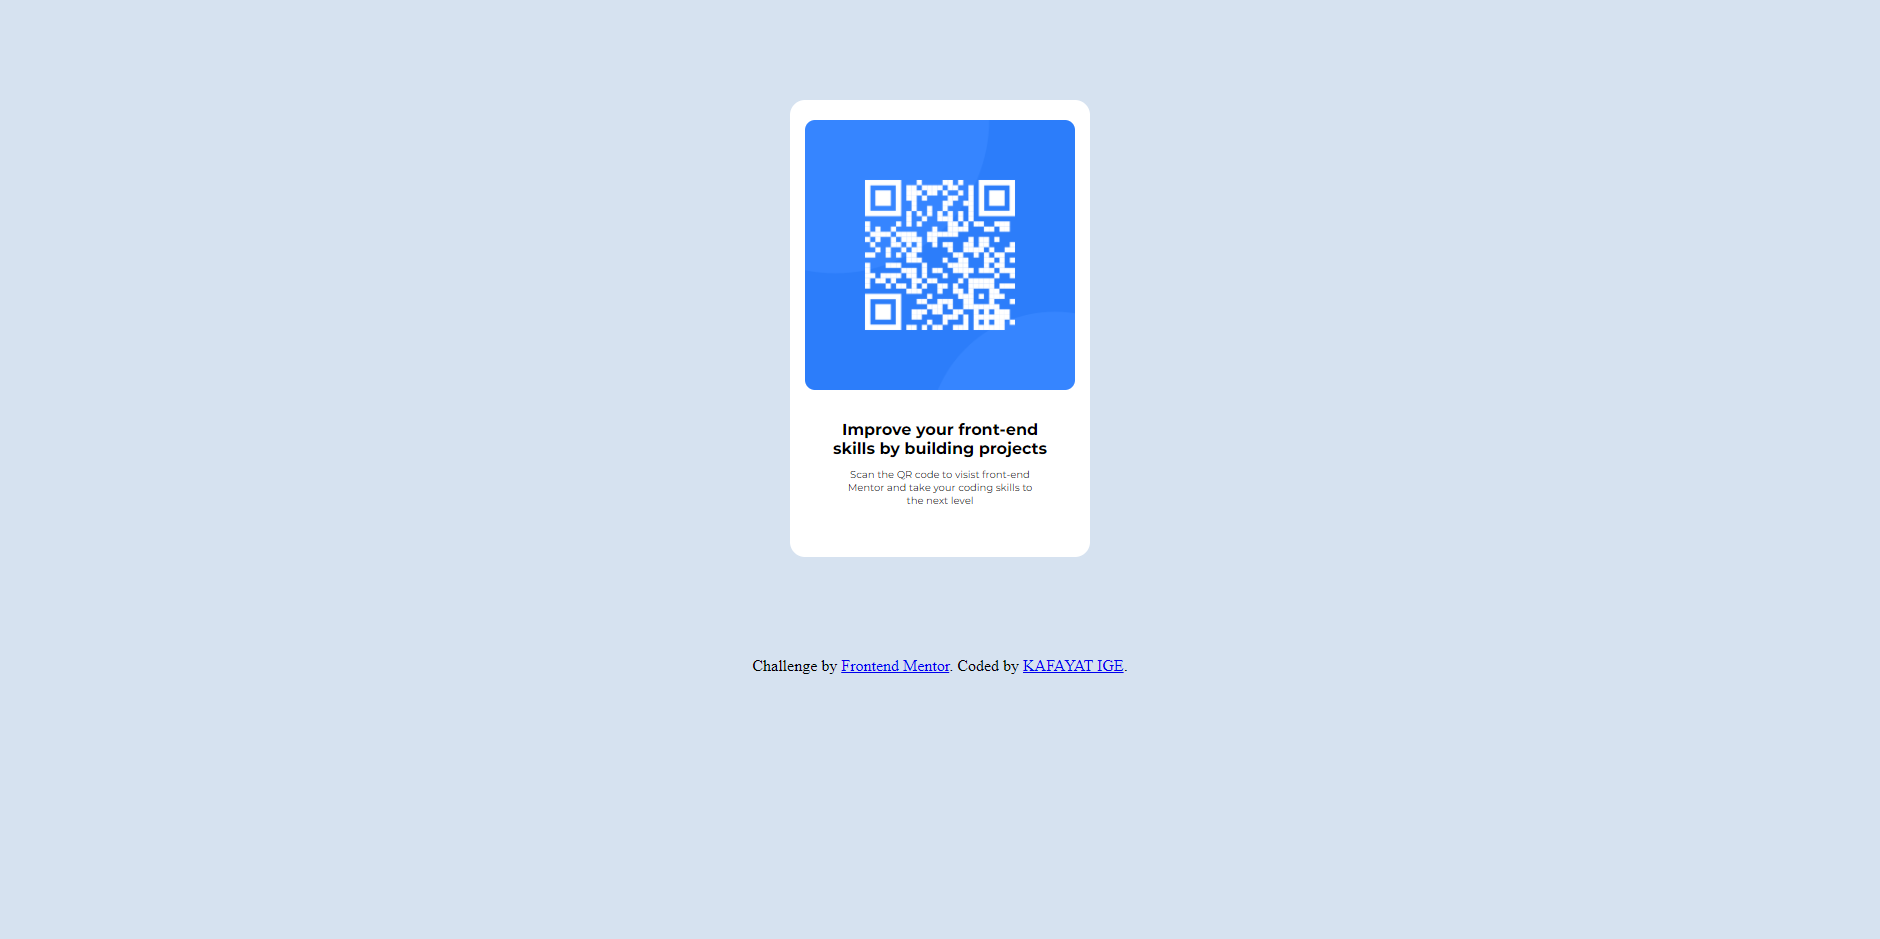 Improve your front-end
skills by building projects
Scan the QR code to visist front-end
Mentor and take your coding skills to
the next level
Challenge by Frontend Mentor. Coded by KAFAYAT IGE.